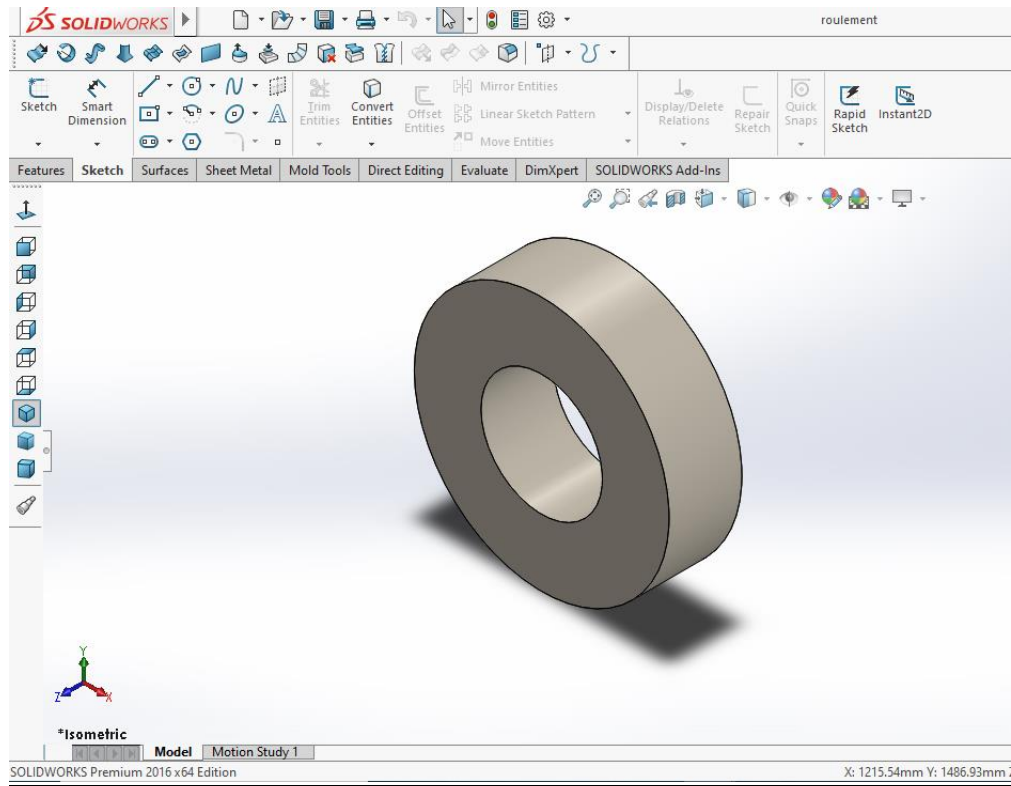 SOLIDWORKS
roulement
Sketch
Smart
Dimension
Trim
Entities
Convert
Entities
Offset
Entities
Mirror Entities
Linear Sketch Pattern
Move Entities
Display/Delete
Relations
Repair
Sketch
Quick
Snaps
Rapid
Sketch
Instant2D
Features Sketch Surfaces Sheet Metal Mold Tools Direct Editing Evaluate DimXpert SOLIDWORKS Add-Ins
Y
Z X
*Isometric
Model Motion Study 1
SOLIDWORKS Premium 2016 x64 Edition X: 1215.54mm Y: 1486.93mm